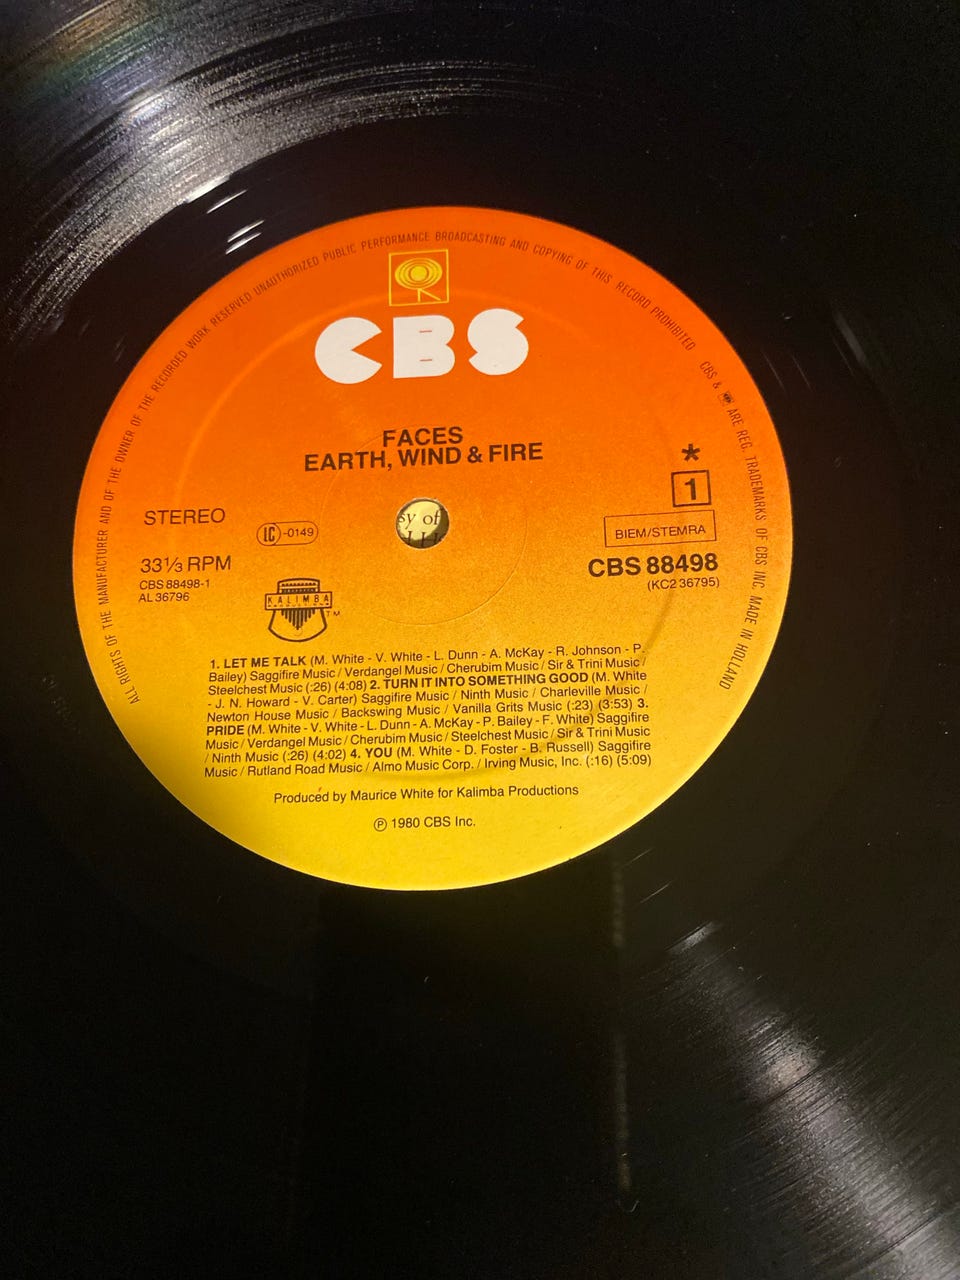 ALL RIGHTS OF THE MANUFACTURER AND OF THE OWNER OF THE RECORDED WORK RESERVED UNAUTHORIZED PUBLIC PERFORMANCE BROADCASTING AND COPYING OF THIS RECORD PROHIBITED
CBS & ARE REG. TRADEMARKS OF CBS INC. MADE IN HOLLAND
CBS
FACES
EARTH, WIND & FIRE
*
1
STEREO
LC-0149
BIEM/STEMRA
sy of
33⅓ RPM
CBS 88498
CBS 88498-1
(KC2 36795)
AL 36796
KALIMBA
PRODUCTIONS
TM
1. LET ME TALK (M. White - V. White - L. Dunn - A. McKay - R. Johnson - P.
Bailey) Saggifire Music / Verdangel Music / Cherubim Music / Sir & Trini Music /
Steelchest Music (:26) (4:08) 2. TURN IT INTO SOMETHING GOOD (M. White
- J. N. Howard - V. Carter) Saggifire Music / Ninth Music / Charleville Music /
Newton House Music / Backswing Music / Vanilla Grits Music (:23) (3:53) 3.
PRIDE (M. White - V. White - L. Dunn - A. McKay - P. Bailey - F. White) Saggifire
Music / Verdangel Music / Cherubim Music / Steelchest Music / Sir & Trini Music
/ Ninth Music (:26) (4:02) 4. YOU (M. White - D. Foster - B. Russell) Saggifire
Music / Rutland Road Music / Almo Music Corp. / Irving Music, Inc. (:16) (5:09)
Produced by Maurice White for Kalimba Productions
℗ 1980 CBS Inc.